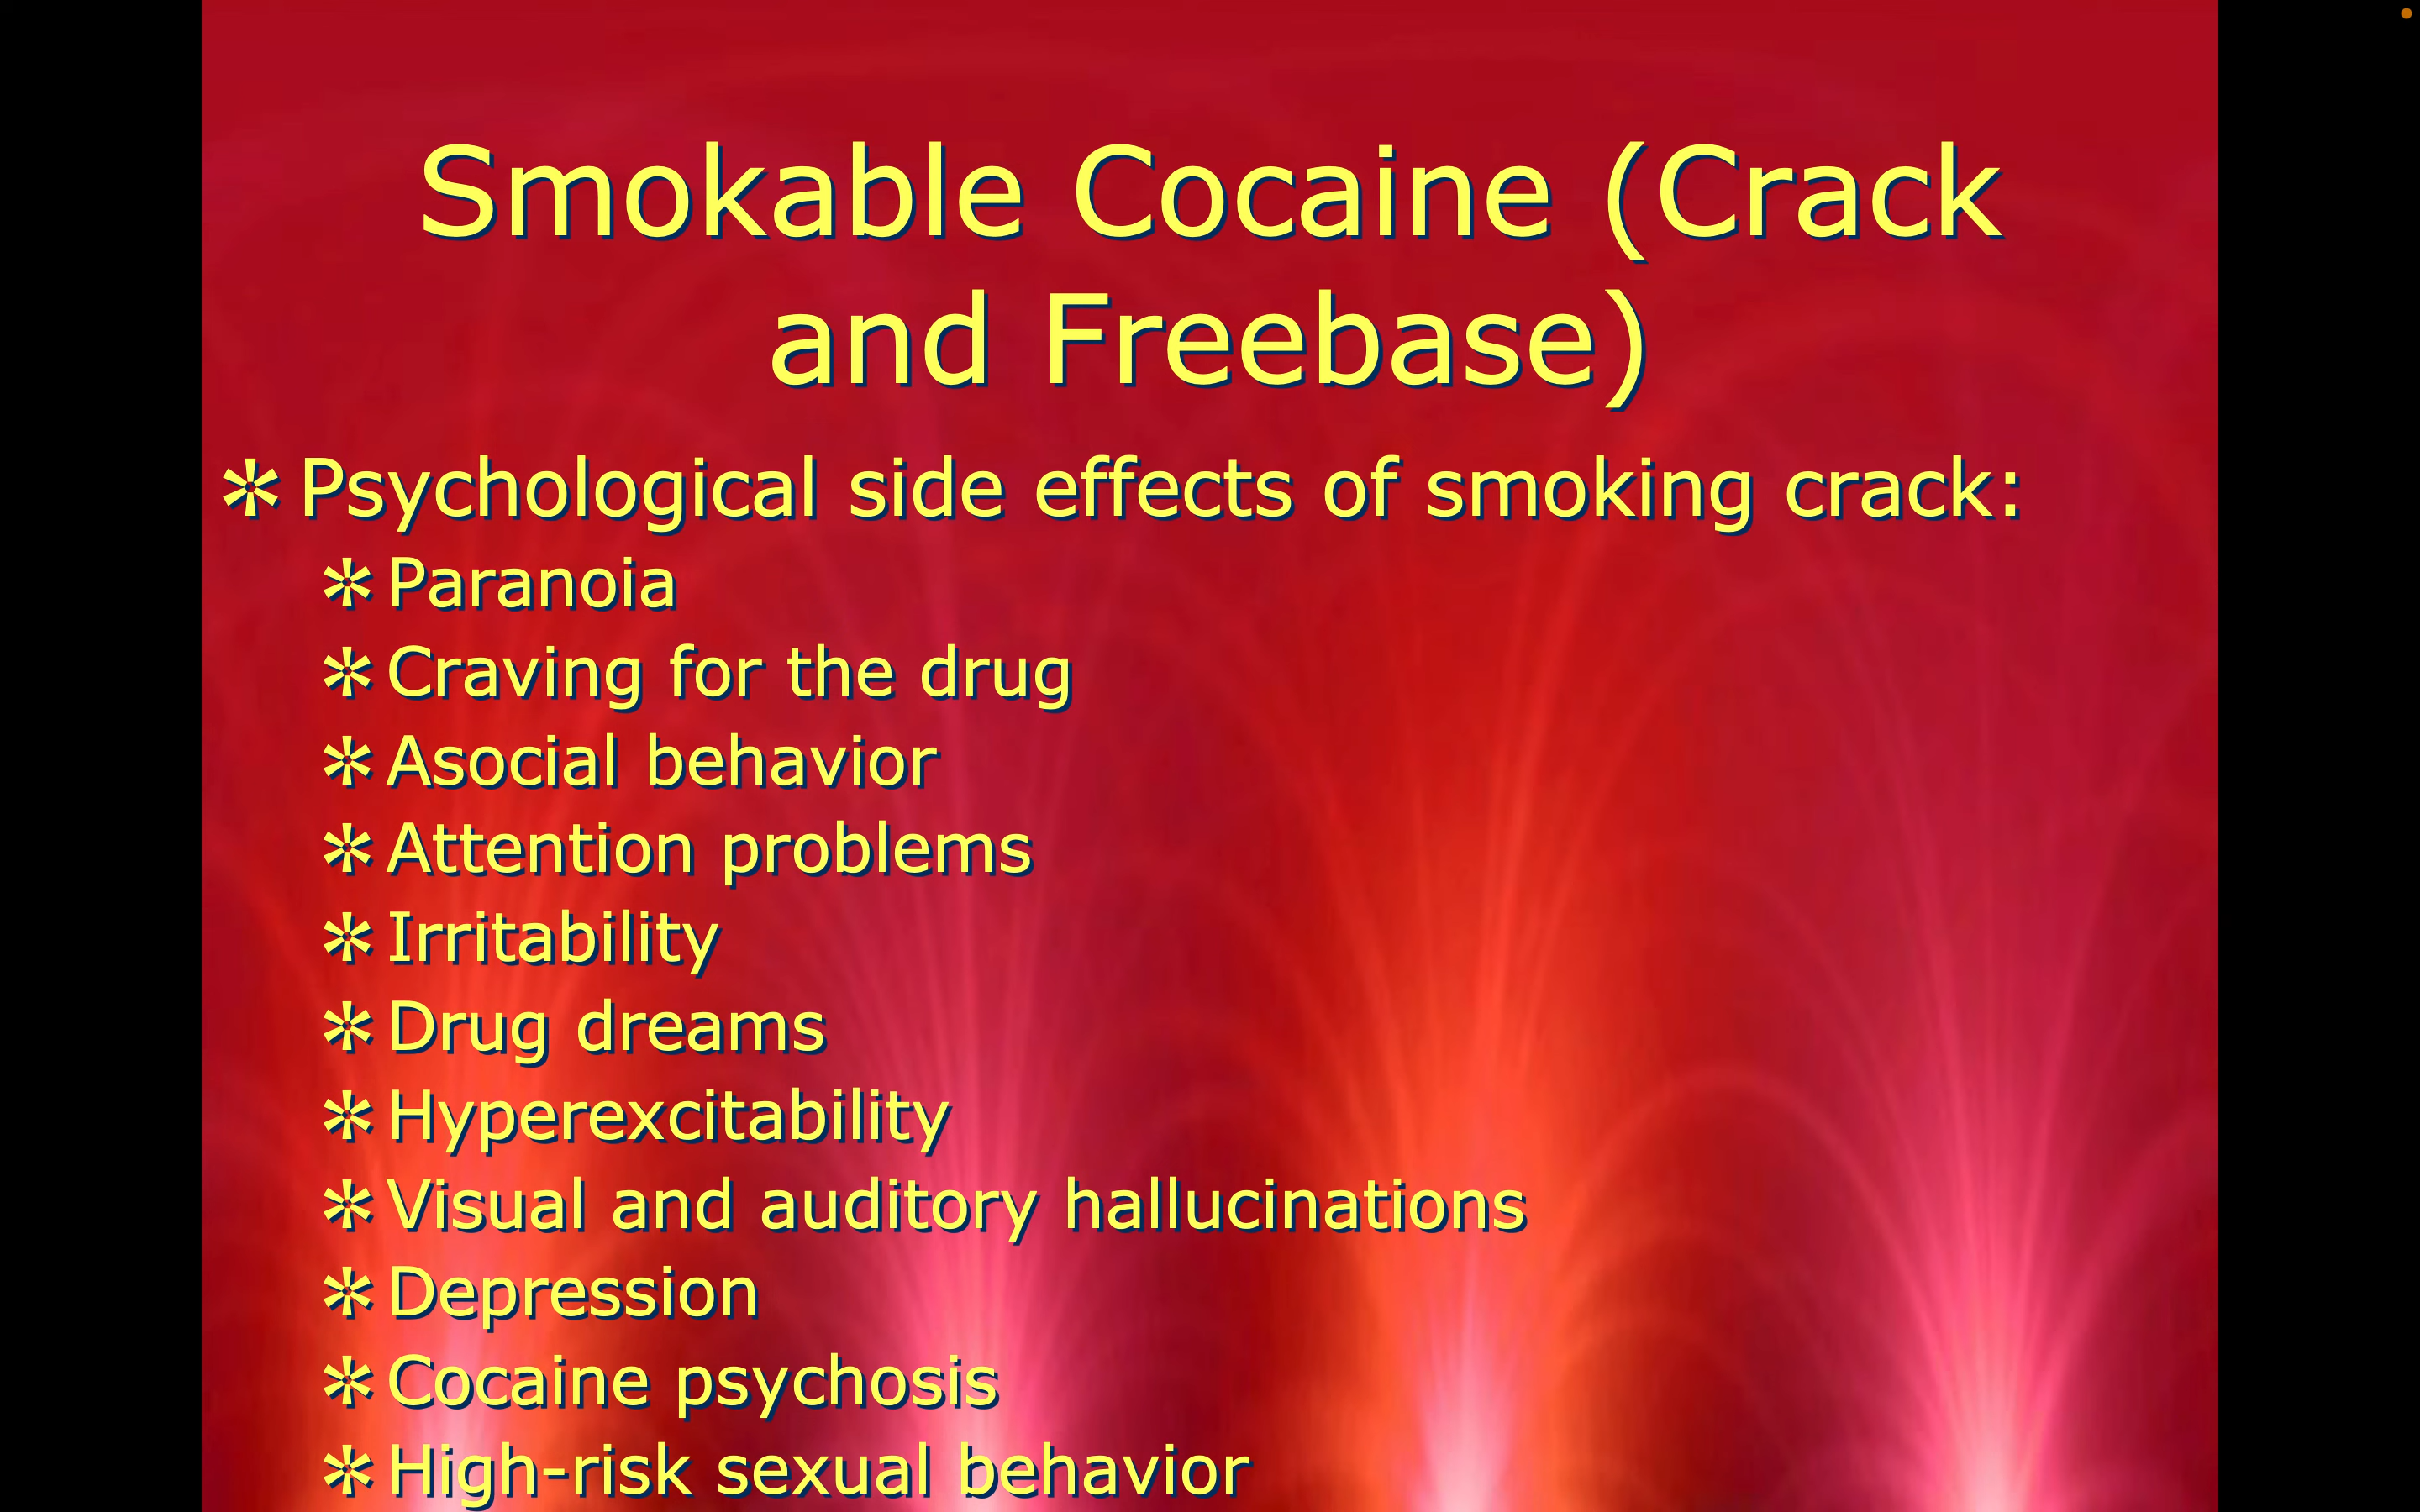 Smokable Cocaine (Crack
and Freebase)
Psychological side effects of smoking crack:
Paranoia
Craving for the drug
Asocial behavior
Attention problems
Irritability
Drug dreams
Hyperexcitability
Visual and auditory hallucinations
Depression
Cocaine psychosis
High-risk sexual behavior